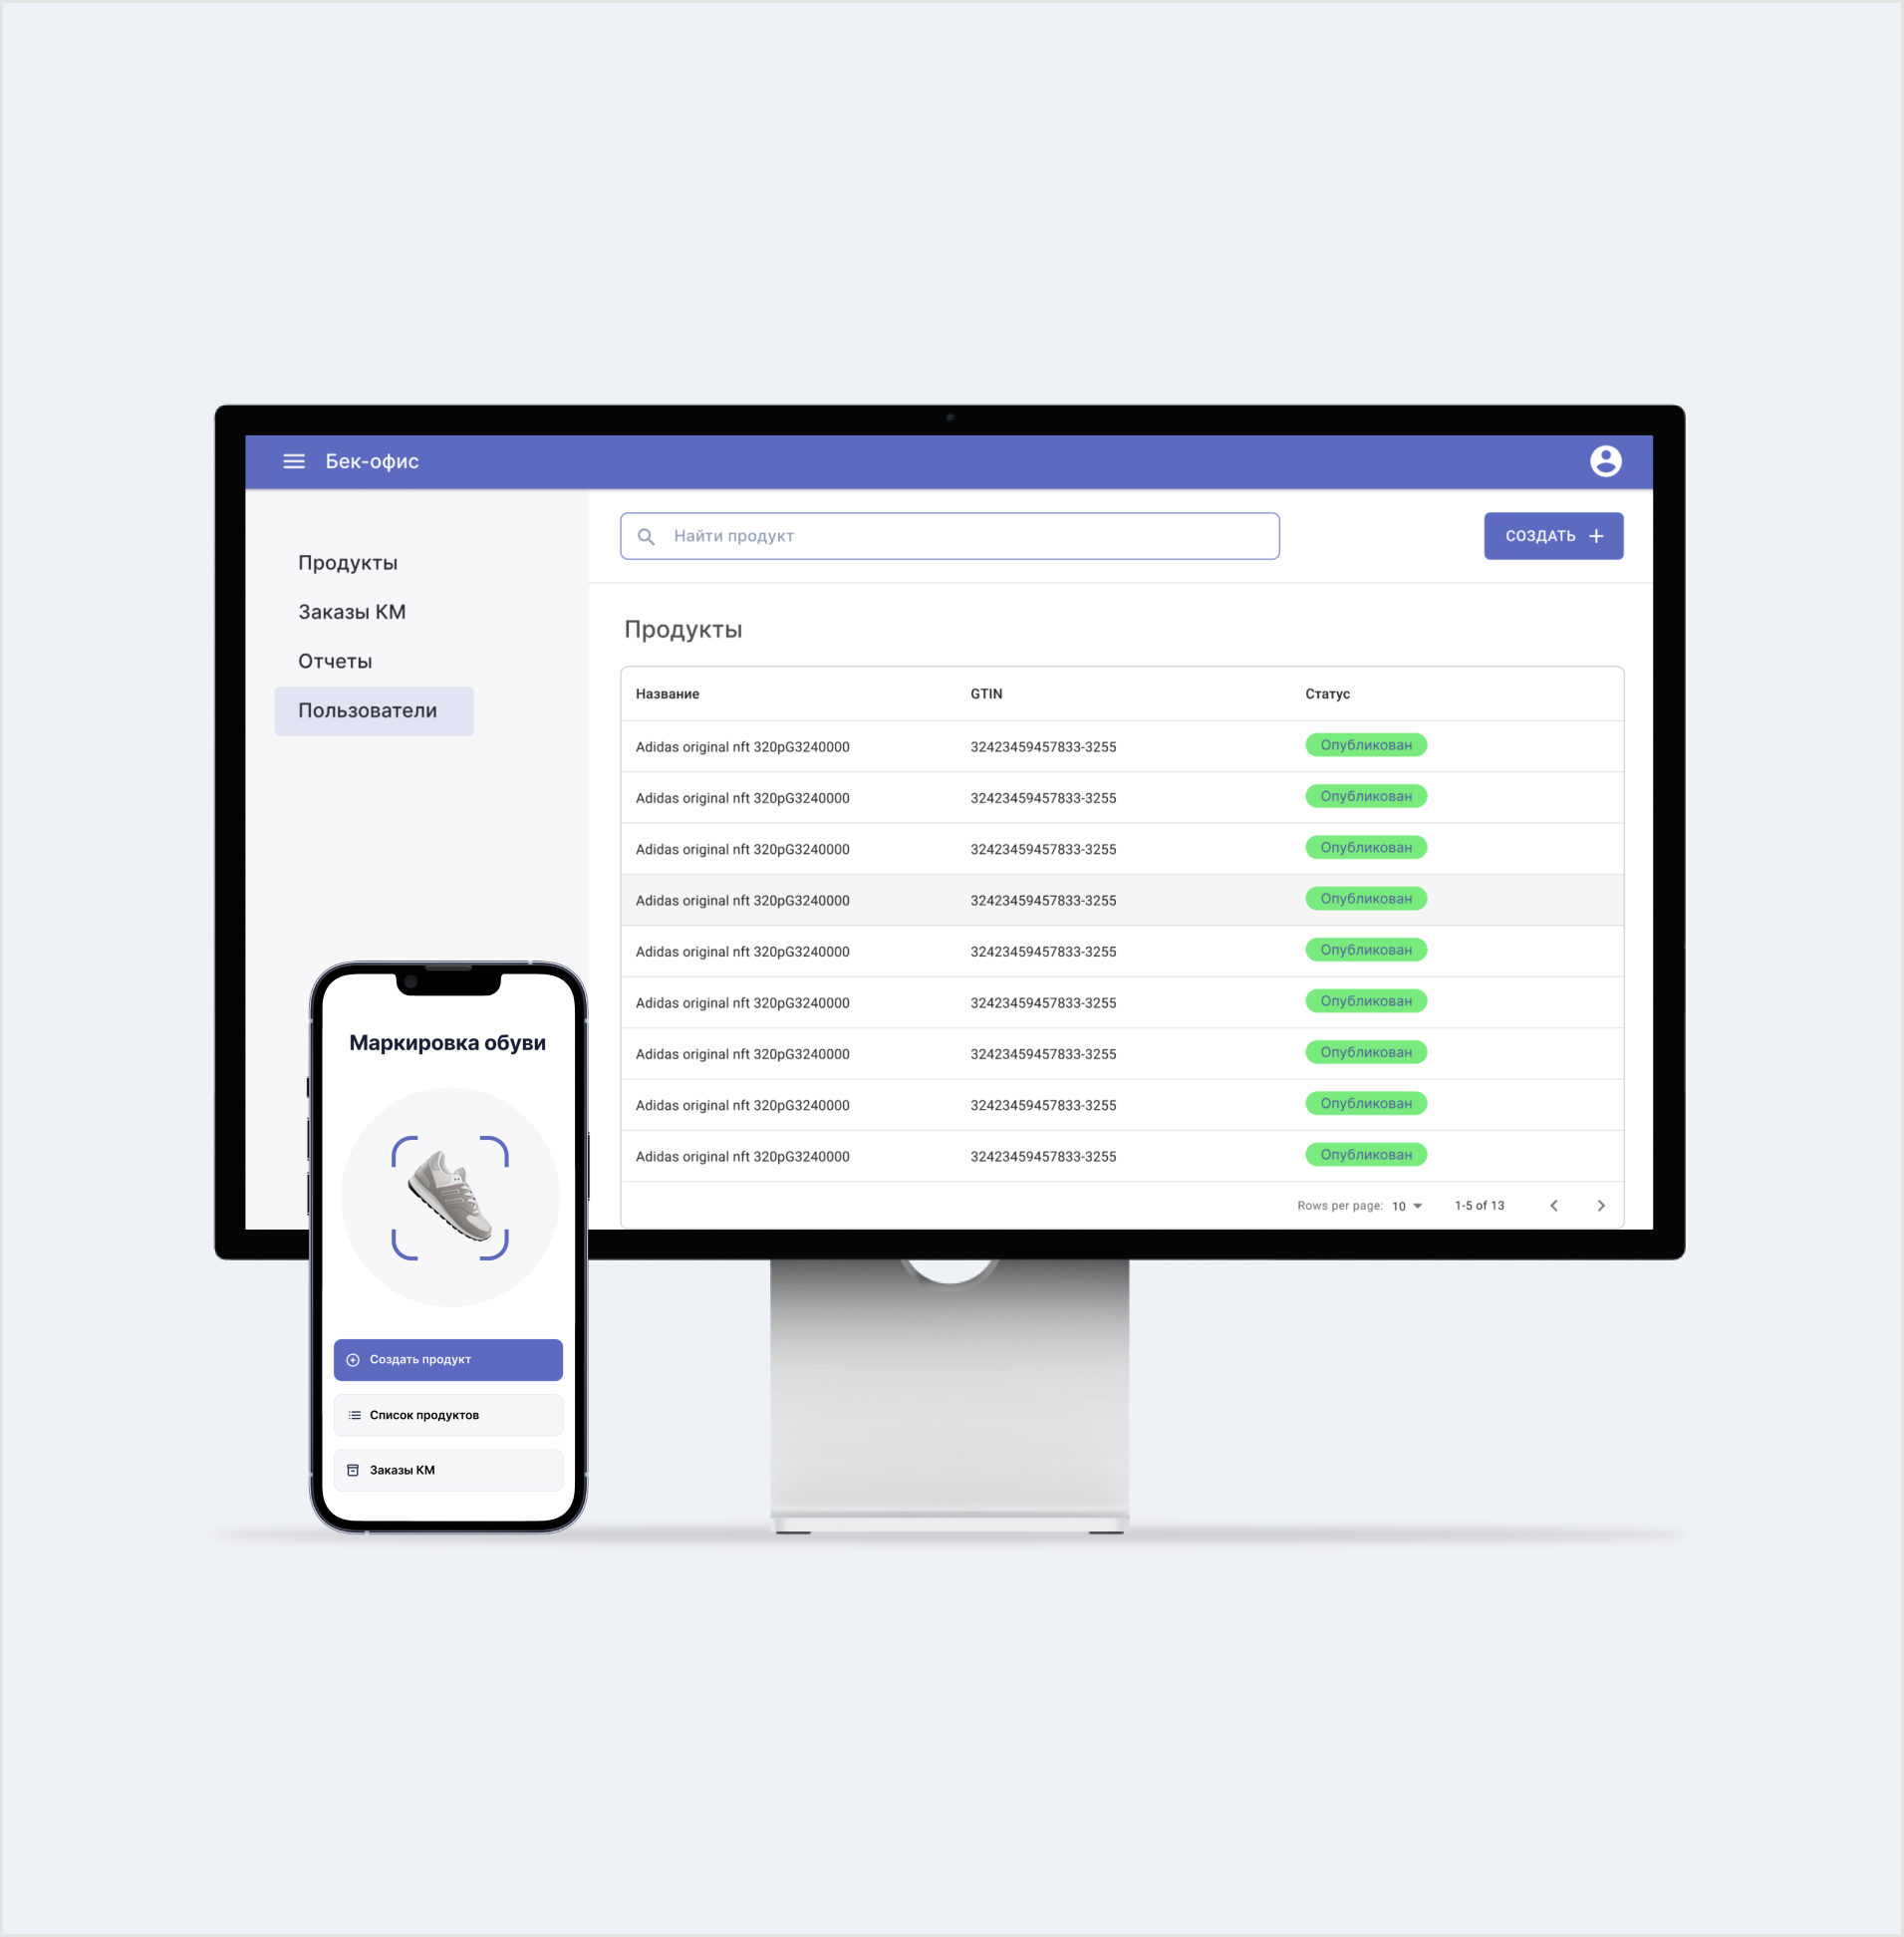 Бек-офис
Продукты
Заказы КМ
Отчеты
Пользователи
Найти продукт
СОЗДАТЬ
Продукты
Название GTIN Статус
Adidas original nft 320pG3240000 32423459457833-3255 Опубликован
Adidas original nft 320pG3240000 32423459457833-3255 Опубликован
Adidas original nft 320pG3240000 32423459457833-3255 Опубликован
Adidas original nft 320pG3240000 32423459457833-3255 Опубликован
Adidas original nft 320pG3240000 32423459457833-3255 Опубликован
Adidas original nft 320pG3240000 32423459457833-3255 Опубликован
Adidas original nft 320pG3240000 32423459457833-3255 Опубликован
Adidas original nft 320pG3240000 32423459457833-3255 Опубликован
Adidas original nft 320pG3240000 32423459457833-3255 Опубликован
Rows per page: 10 1-5 of 13
Маркировка обуви
Создать продукт
Список продуктов
Заказы КМ